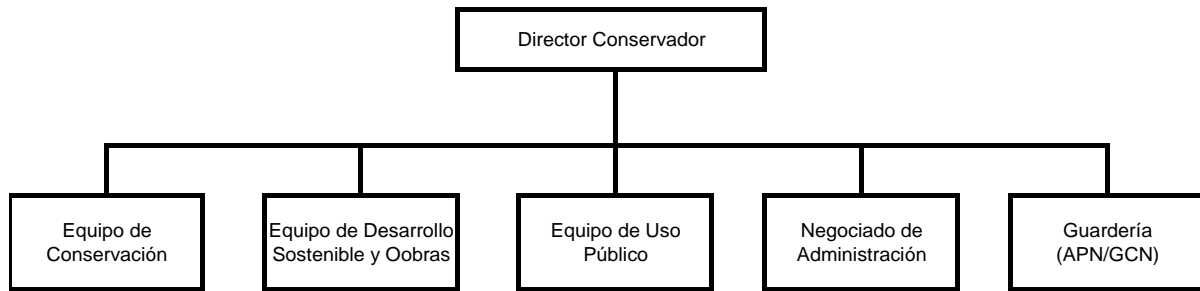 Director Conservador
Equipo de
Conservación
Equipo de Desarrollo
Sostenible y Oobras
Equipo de Uso
Público
Negociado de
Administración
Guardería
(APN/GCN)